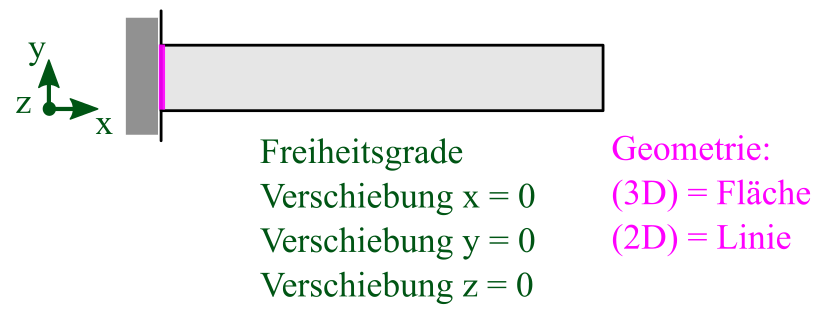 y
z
x
Freiheitsgrade
Verschiebung x = 0
Verschiebung y = 0
Verschiebung z = 0
Geometrie:
(3D) = Fläche
(2D) = Linie